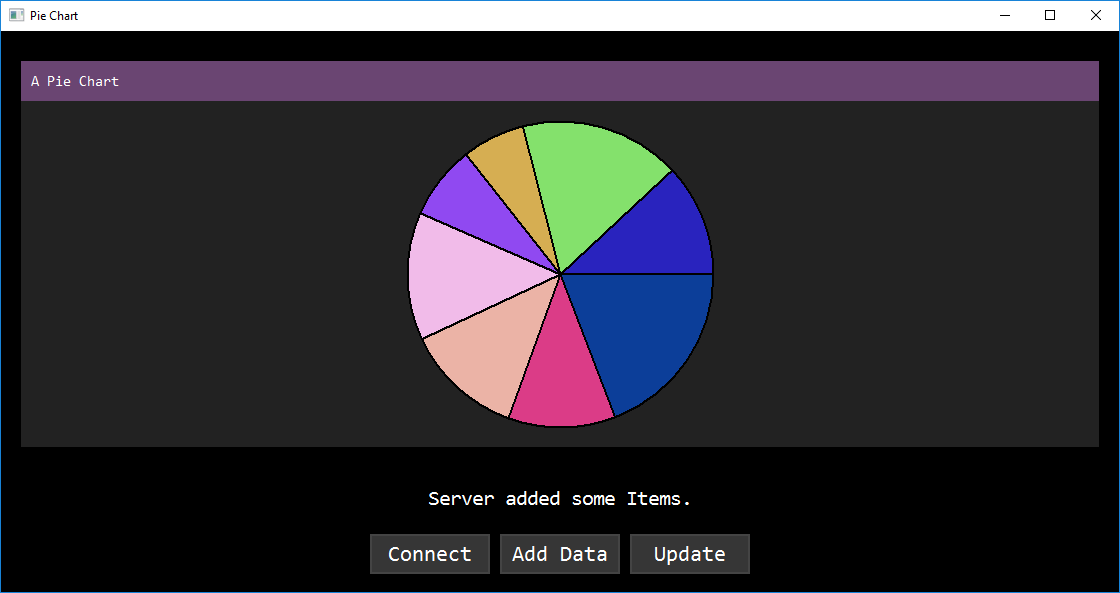 Pie Chart
A Pie Chart
Server added some Items.
Connect
Add Data
Update